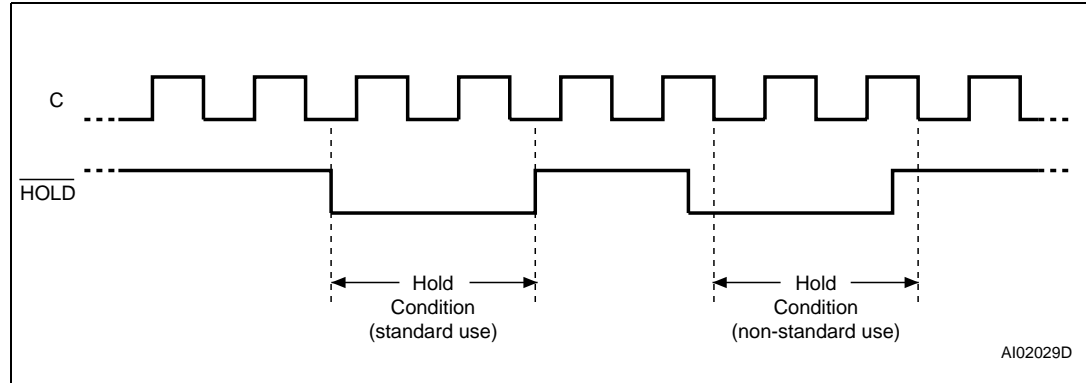 C
HOLD
Hold
Condition
(standard use)
Hold
Condition
(non-standard use)
AI02029D